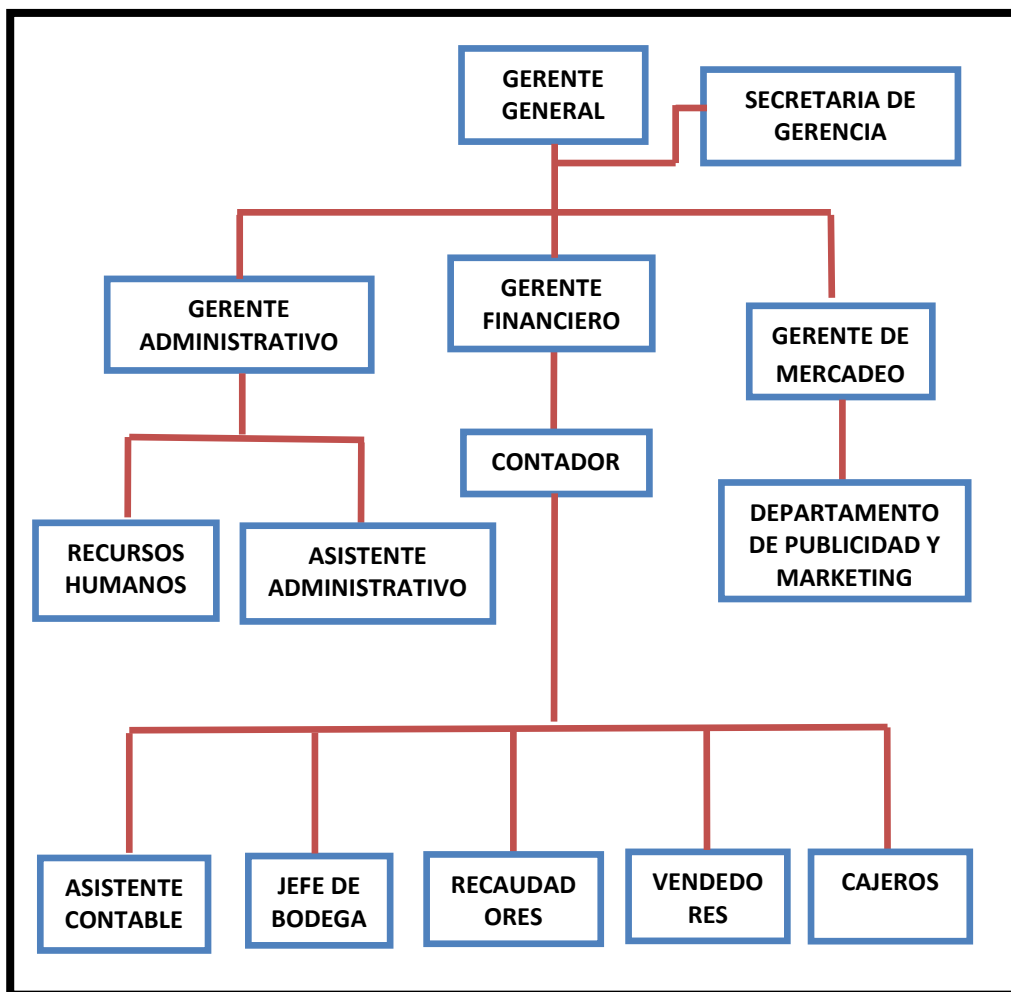 GERENTE
GENERAL
SECRETARIA DE
GERENCIA
GERENTE
ADMINISTRATIVO
GERENTE
FINANCIERO
GERENTE DE
MERCADEO
CONTADOR
RECURSOS
HUMANOS
ASISTENTE
ADMINISTRATIVO
DEPARTAMENTO
DE PUBLICIDAD Y
MARKETING
ASISTENTE
CONTABLE
JEFE DE
BODEGA
RECAUDAD
ORES
VENDEDO
RES
CAJEROS